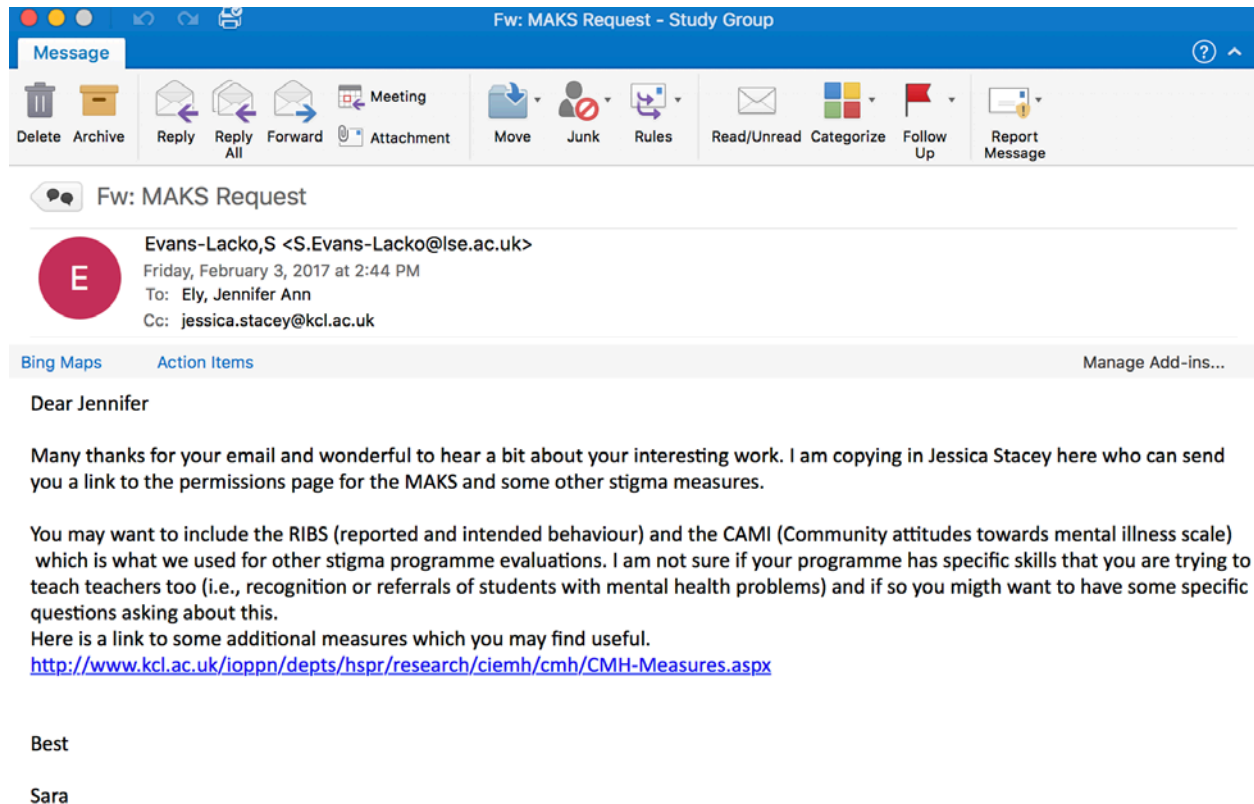 Fw: MAKS Request – Study Group
Message
Meeting
Attachment
Delete Archive Reply Reply All Forward Move Junk Rules Read/Unread Categorize Follow Up Report Message
Fw: MAKS Request
E
Evans-Lacko,S <S.Evans-Lacko@lse.ac.uk>
Friday, February 3, 2017 at 2:44 PM
To: Ely, Jennifer Ann
Cc: jessica.stacey@kcl.ac.uk
Bing Maps Action Items Manage Add-ins...
Dear Jennifer
Many thanks for your email and wonderful to hear a bit about your interesting work. I am copying in Jessica Stacey here who can send
you a link to the permissions page for the MAKS and some other stigma measures.
You may want to include the RIBS (reported and intended behaviour) and the CAMI (Community attitudes towards mental illness scale)
which is what we used for other stigma programme evaluations. I am not sure if your programme has specific skills that you are trying to
teach teachers too (i.e., recognition or referrals of students with mental health problems) and if so you migth want to have some specific
questions asking about this.
Here is a link to some additional measures which you may find useful.
http://www.kcl.ac.uk/ioppn/depts/hspr/research/ciemh/cmh/CMH-Measures.aspx
Best
Sara